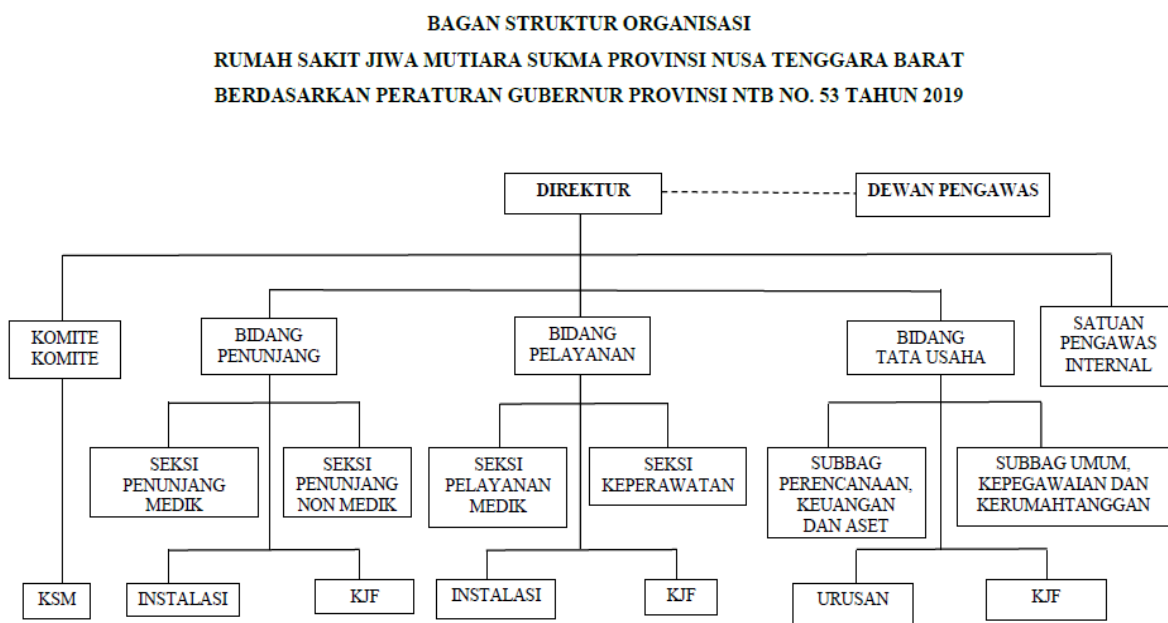 BAGAN STRUKTUR ORGANISASI
RUMAH SAKIT JIWA MUTIARA SUKMA PROVINSI NUSA TENGGARA BARAT
BERDASARKAN PERATURAN GUBERNUR PROVINSI NTB NO. 53 TAHUN 2019
DIREKTUR
DEWAN PENGAWAS
KOMITE
KOMITE
BIDANG
PENUNJANG
BIDANG
PELAYANAN
BIDANG
TATA USAHA
SATUAN
PENGAWAS
INTERNAL
SEKSI
PENUNJANG
MEDIK
SEKSI
PENUNJANG
NON MEDIK
SEKSI
PELAYANAN
MEDIK
SEKSI
KEPERAWATAN
SUBBAG
PERENCANAAN,
KEUANGAN
DAN ASET
SUBBAG UMUM,
KEPEGAWAIAN DAN
KERUMAHTANGGAN
KSM
INSTALASI
KJF
INSTALASI
KJF
URUSAN
KJF